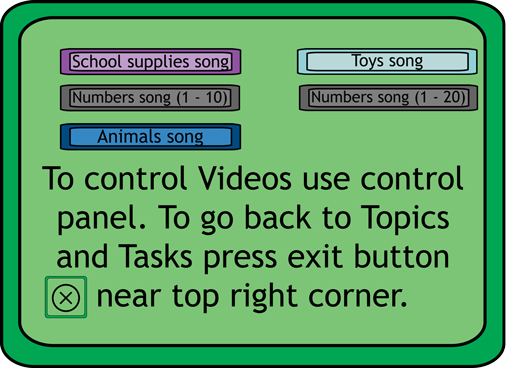 School supplies song
Toys song
Numbers song (1 - 10)
Numbers song (1 - 20)
Animals song
To control Videos use control
panel. To go back to Topics
and Tasks press exit button
near top right corner.